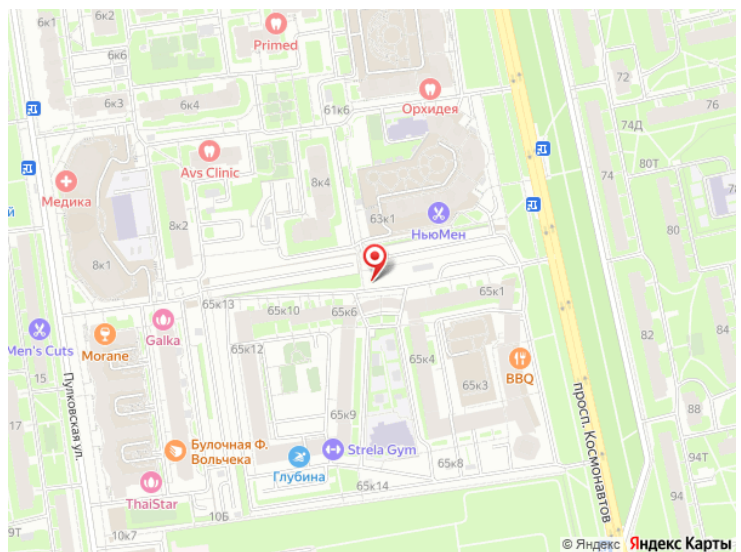 6к1
6к2
Primed
6к6
72
6к3
6к4
61к6
Орхидея
76
74Д
Avs Clinic
80Т
8к4
74
Медика
78
ой
63к1
8к2
НьюМен
80
8к1
65к13
65к10
65к6
65к1
Galka
Men's Cuts
Morane
65к12
65к4
82
84
15
BBQ
65к3
Пулковская ул.
просп. Космонавтов
65к9
88
Булочная Ф.
Вольчека
Strela Gym
94Т
Глубина
65к8
ThaiStar
65к14
94
10Б
10к7
© Яндекс Яндекс Карты